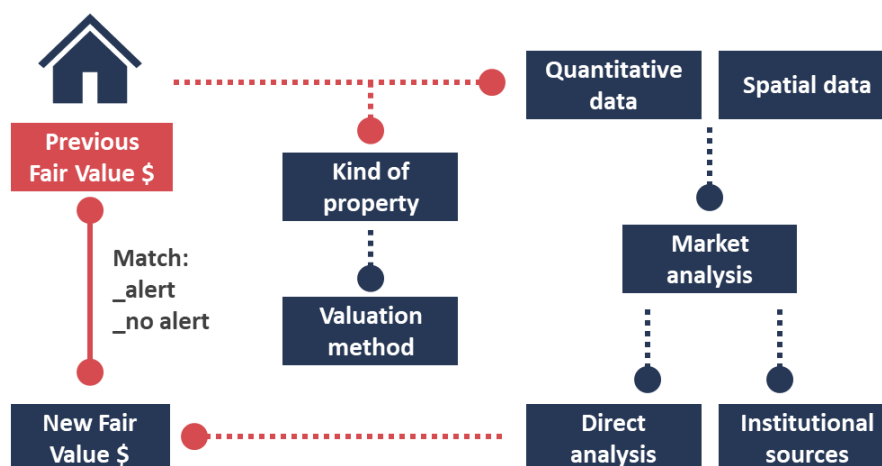 Previous
Fair Value $
Quantitative
data
Spatial data
Kind of
property
Match:
_alert
_no alert
Market
analysis
Valuation
method
New Fair
Value $
Direct
analysis
Institutional
sources